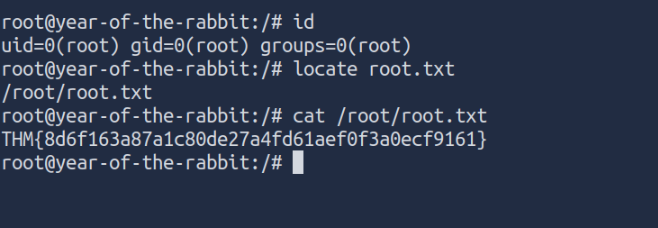 root@year-of-the-rabbit:/# id
uid=0(root) gid=0(root) groups=0(root)
root@year-of-the-rabbit:/# locate root.txt
/root/root.txt
root@year-of-the-rabbit:/# cat /root/root.txt
THM{8d6f163a87a1c80de27a4fd61aef0f3a0ecf9161}
root@year-of-the-rabbit:/#